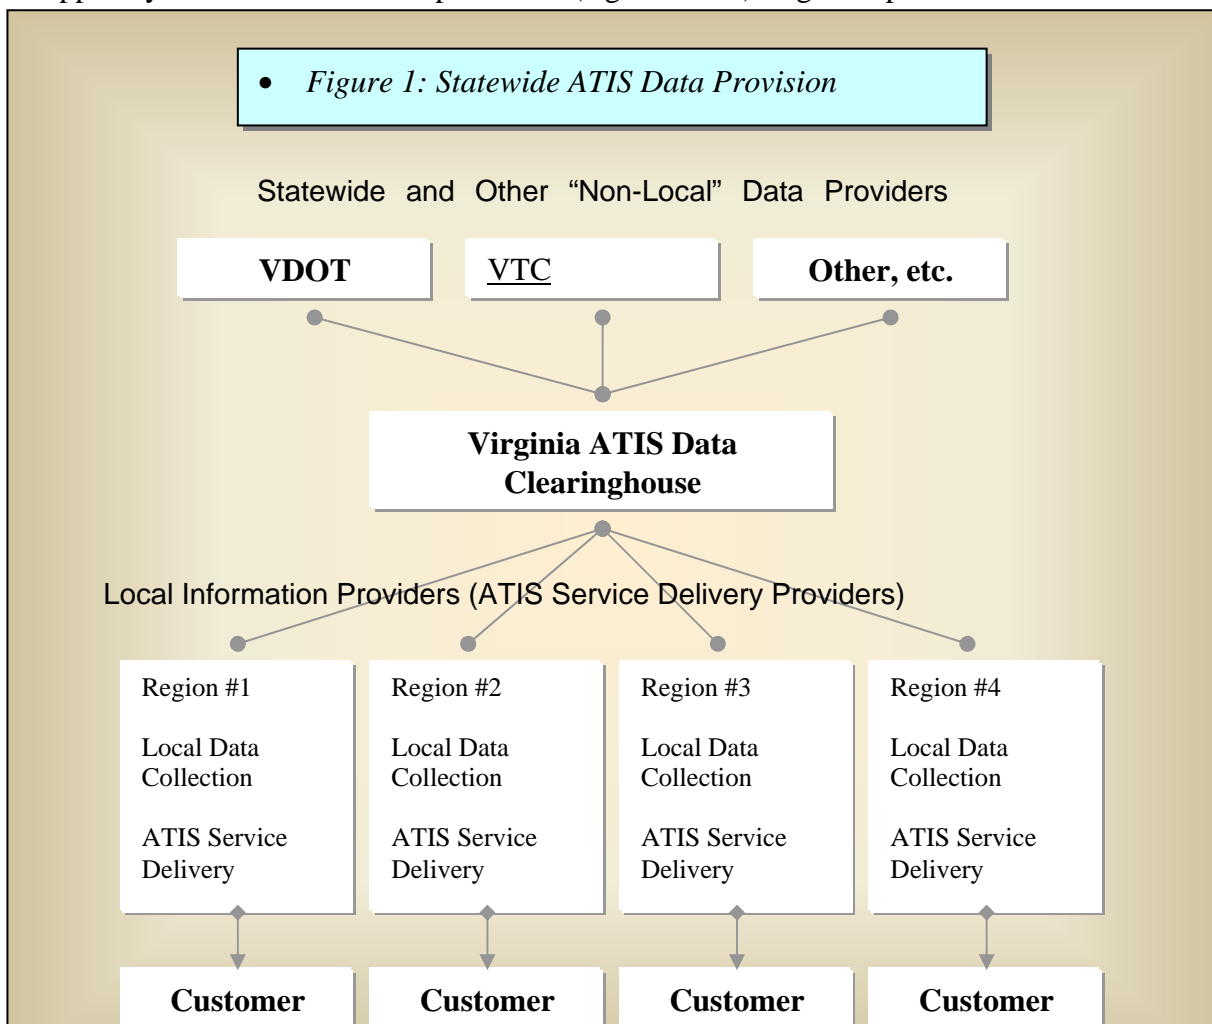 • Figure 1: Statewide ATIS Data Provision
Statewide and Other “Non-Local” Data Providers
VDOT
VTC
Other, etc.
Virginia ATIS Data
Clearinghouse
Local Information Providers (ATIS Service Delivery Providers)
Region #1
Local Data
Collection
ATIS Service
Delivery
Region #2
Local Data
Collection
ATIS Service
Delivery
Region #3
Local Data
Collection
ATIS Service
Delivery
Region #4
Local Data
Collection
ATIS Service
Delivery
Customer
Customer
Customer
Customer